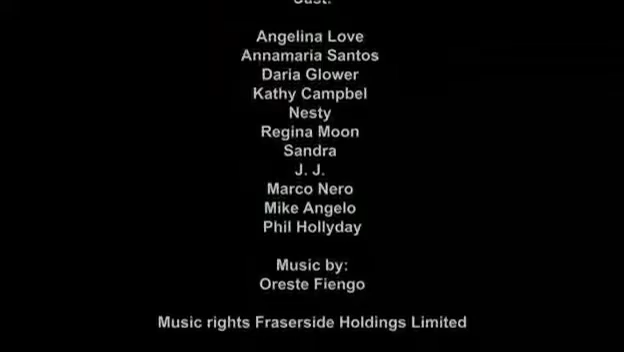 Cast:
Angelina Love
Annamaria Santos
Daria Glower
Kathy Campbel
Nesty
Regina Moon
Sandra
J. J.
Marco Nero
Mike Angelo
Phil Hollyday
Music by:
Oreste Fiengo
Music rights Fraserside Holdings Limited